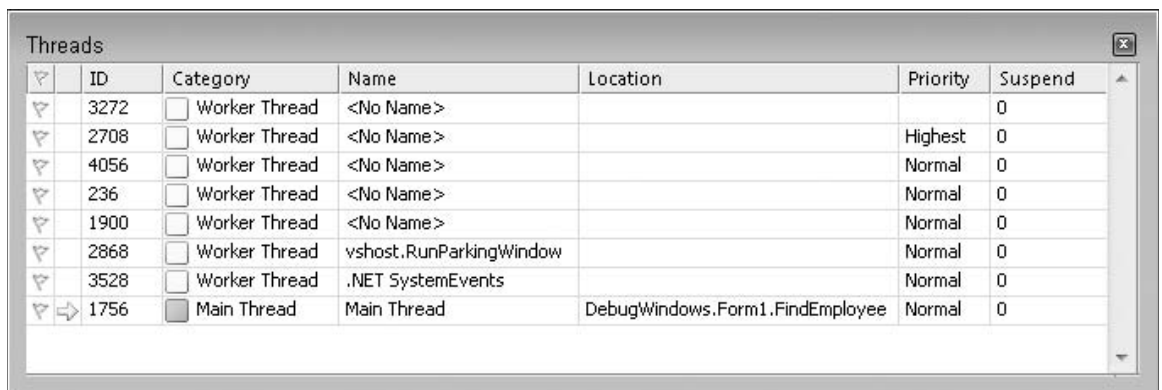 Threads
ID Category Name Location Priority Suspend
3272 Worker Thread <No Name> 0
2708 Worker Thread <No Name> Highest 0
4056 Worker Thread <No Name> Normal 0
236 Worker Thread <No Name> Normal 0
1900 Worker Thread <No Name> Normal 0
2868 Worker Thread vshost.RunParkingWindow Normal 0
3528 Worker Thread .NET SystemEvents Normal 0
1756 Main Thread Main Thread DebugWindows.Form1.FindEmployee Normal 0